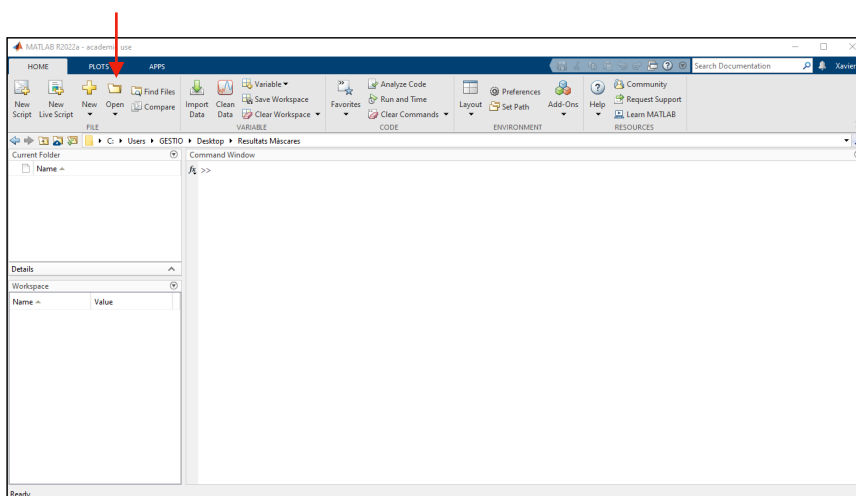 MATLAB R2022a - academic use
HOME PLOTS APPS
Search Documentation
Xavier
New Script
New Live Script
New
Open
Find Files
Compare
FILE
Import Data
Clean Data
Variable
Save Workspace
Clear Workspace
VARIABLE
Favorites
Analyze Code
Run and Time
Clear Commands
CODE
Layout
Preferences
Set Path
ENVIRONMENT
Add-Ons
Help
Community
Request Support
Learn MATLAB
RESOURCES
C: Users GESTIO Desktop Resultats Màscares
Current Folder
Name
Command Window
fx >>
Details
Workspace
Name Value
Ready